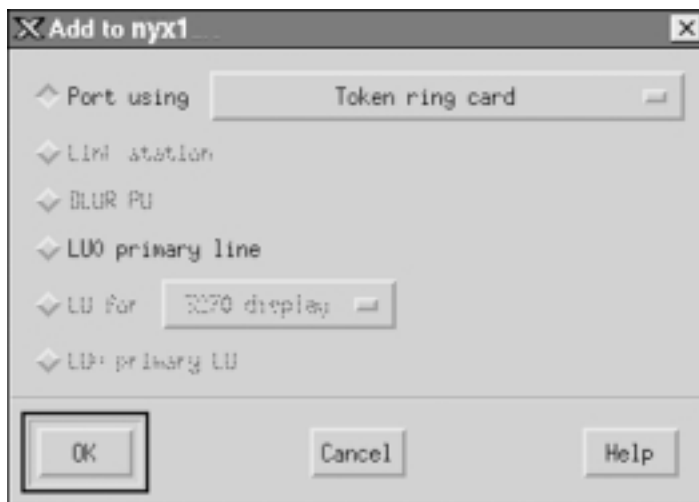 Add to nyx1
Port using Token ring card
Link station
DLUR PU
LU0 primary line
LU for 3270 display
LU0 primary LU
OK Cancel Help